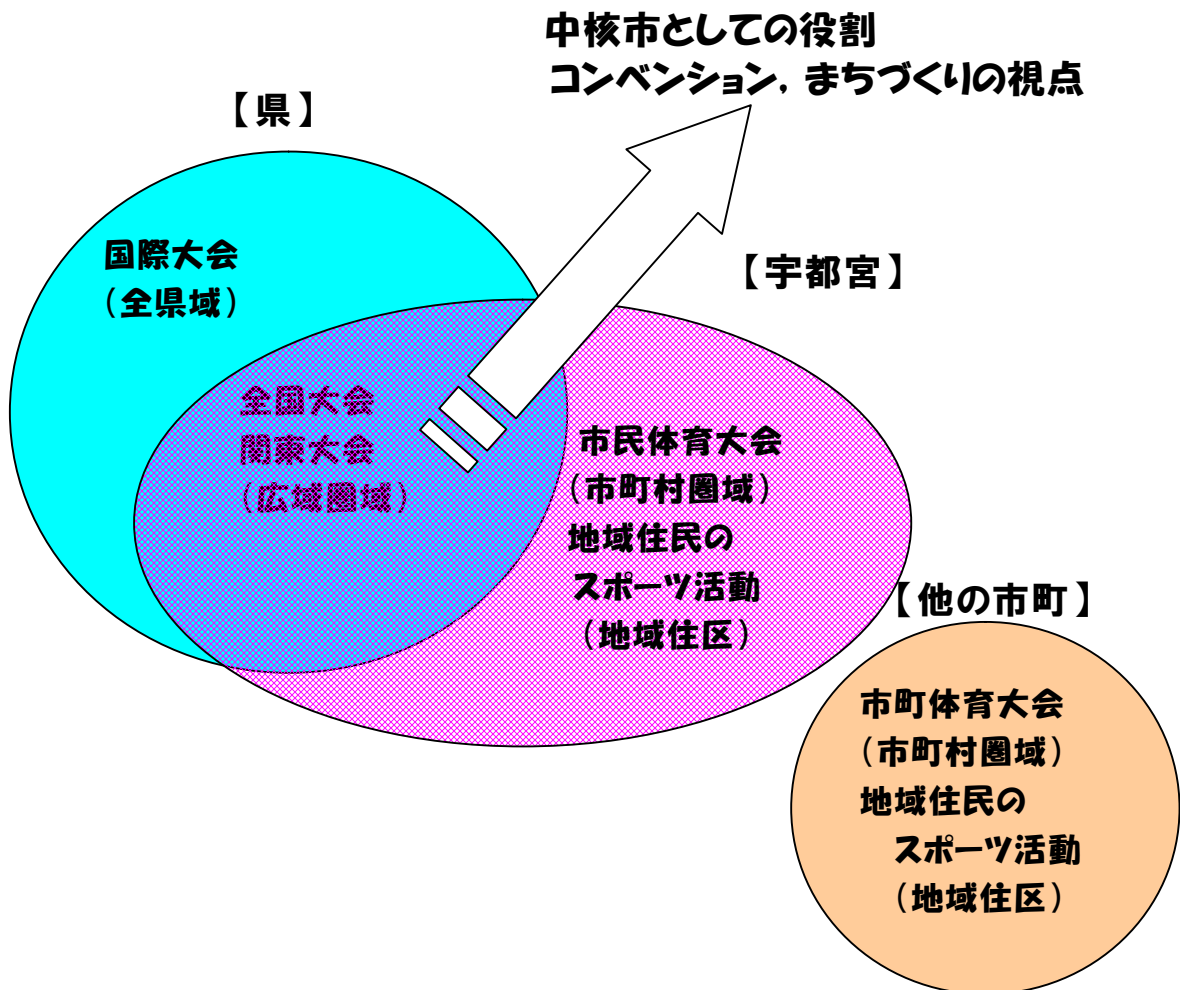 中核市としての役割
コンベンション，まちづくりの視点
【県】
国際大会
（全県域）
【宇都宮】
全国大会
関東大会
（広域圏域）
市民体育大会
（市町村圏域）
地域住民の
スポーツ活動
（地域住区）
【他の市町】
市町体育大会
（市町村圏域）
地域住民の
スポーツ活動
（地域住区）